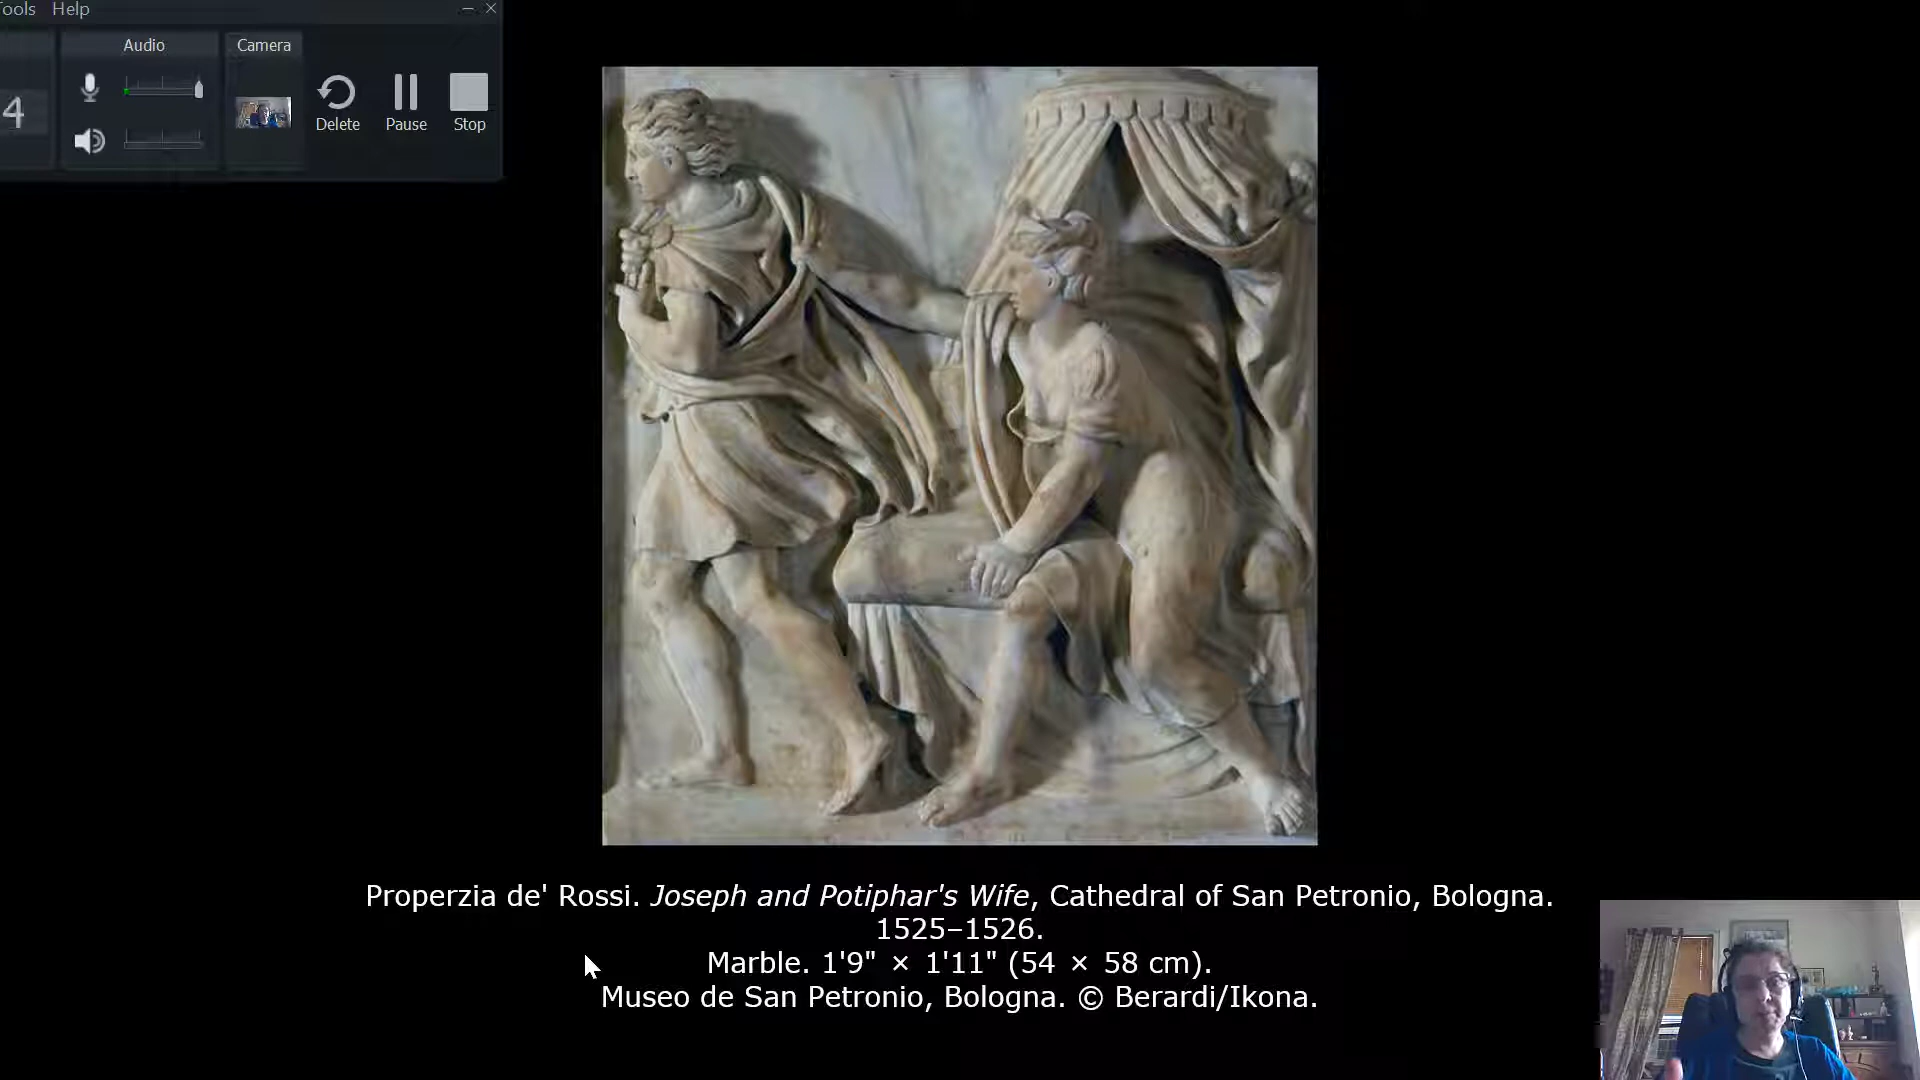 Tools Help
Audio
Camera
4
Delete
Pause
Stop
Properzia de' Rossi. Joseph and Potiphar's Wife, Cathedral of San Petronio, Bologna.
1525–1526.
Marble. 1'9" × 1'11" (54 × 58 cm).
Museo de San Petronio, Bologna. © Berardi/Ikona.